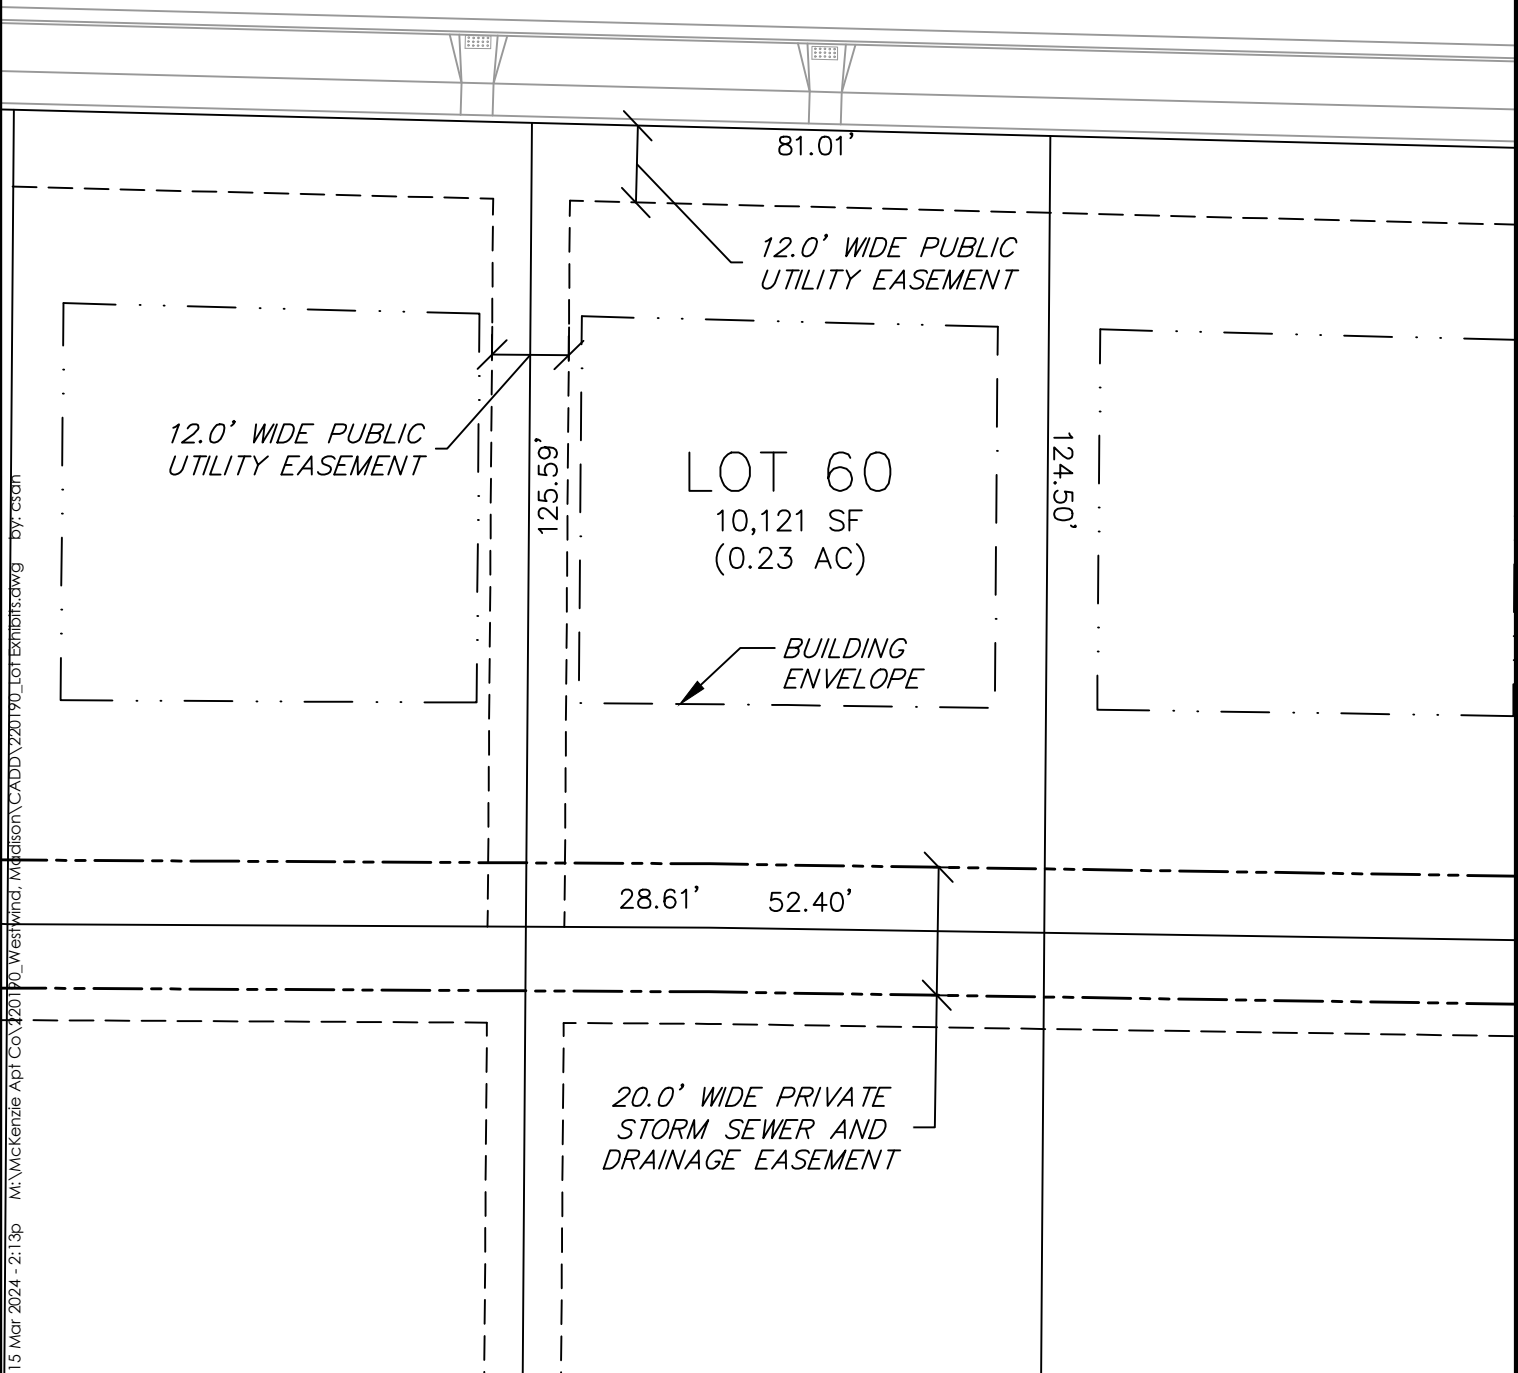 81.01'
12.0' WIDE PUBLIC
UTILITY EASEMENT
12.0' WIDE PUBLIC
UTILITY EASEMENT
125.59'
LOT 60
10,121 SF
(0.23 AC)
124.50'
BUILDING
ENVELOPE
28.61'
52.40'
20.0' WIDE PRIVATE
STORM SEWER AND
DRAINAGE EASEMENT
15 Mar 2024 - 2:13p M:\McKenzie Apt Co\220190_Westwind, Madison\CADD\220190_Lot Exhibits.dwg by: csan